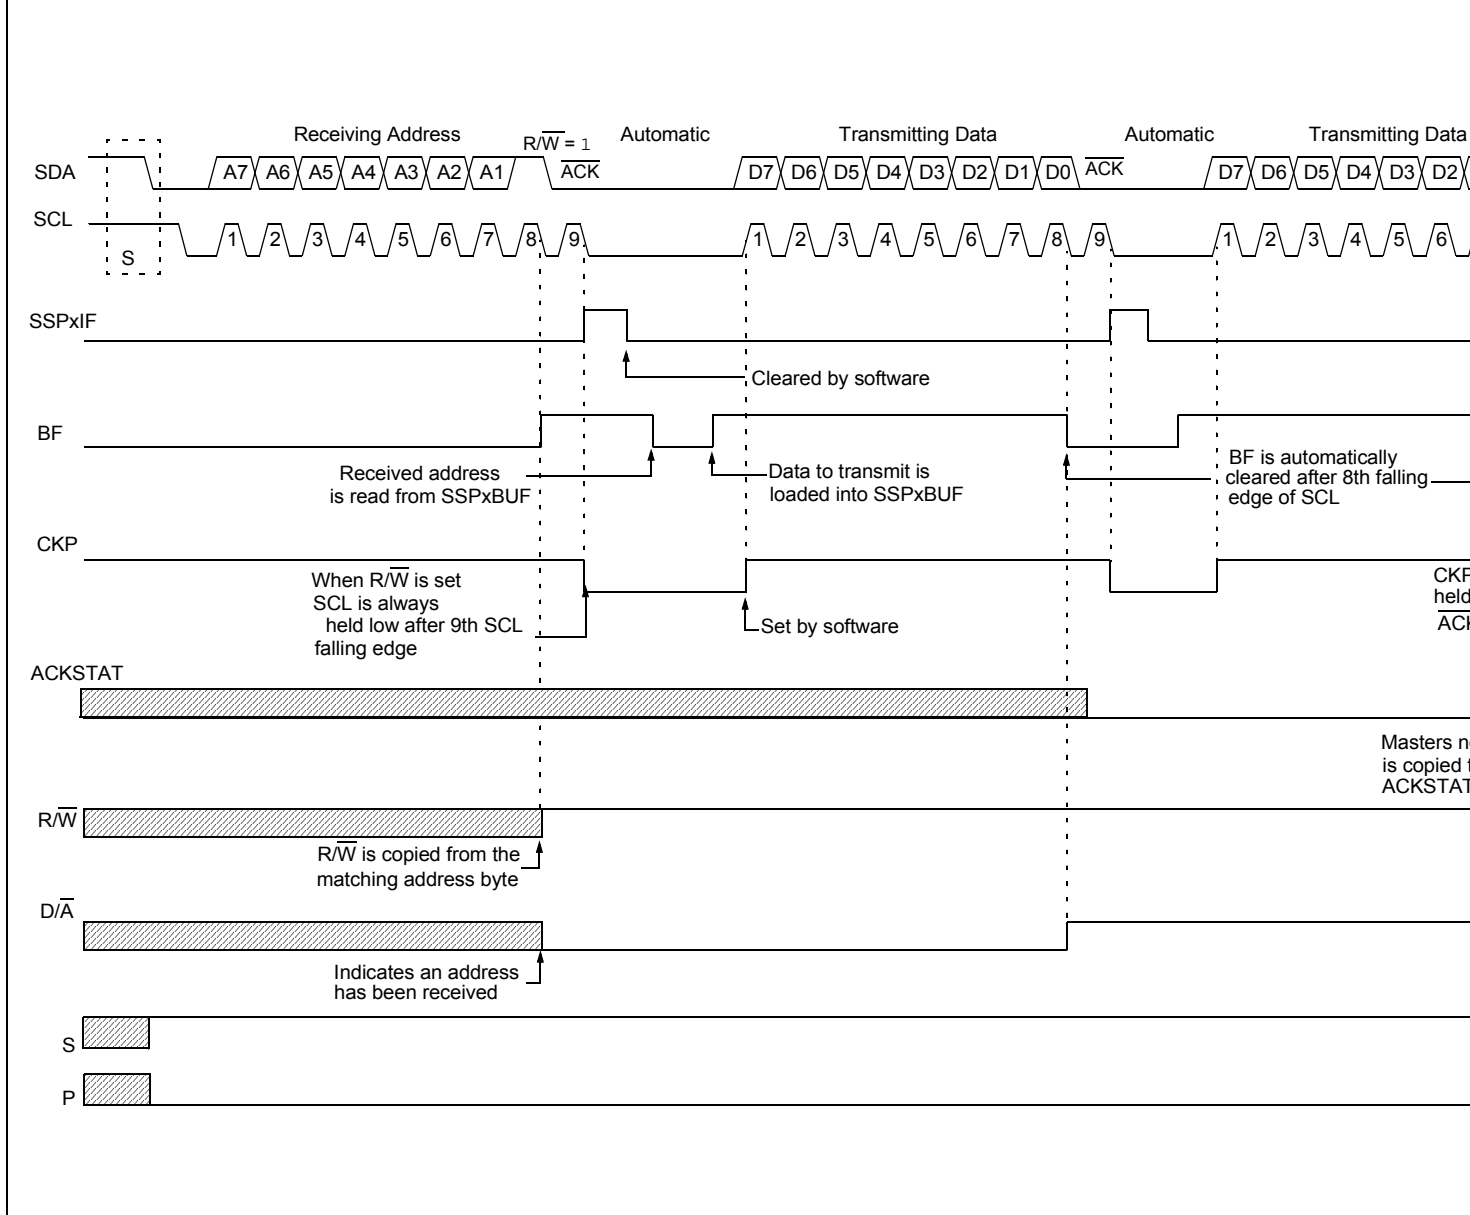 Receiving Address R/W = 1 Automatic Transmitting Data Automatic Transmitting Data
SDA A7 A6 A5 A4 A3 A2 A1 ACK D7 D6 D5 D4 D3 D2 D1 D0 ACK D7 D6 D5 D4 D3 D2
SCL
1 2 3 4 5 6 7 8 9 1 2 3 4 5 6 7 8 9 1 2 3 4 5 6
S
SSPxIF
Cleared by software
BF
Received address
is read from SSPxBUF
Data to transmit is
loaded into SSPxBUF
BF is automatically
cleared after 8th falling
edge of SCL
CKP
When R/W is set
SCL is always
held low after 9th SCL
falling edge
Set by software
held
ACKSTAT
Masters
is copied
ACKSTAT
R/W
R/W is copied from the
matching address byte
D/A
Indicates an address
has been received
S
P